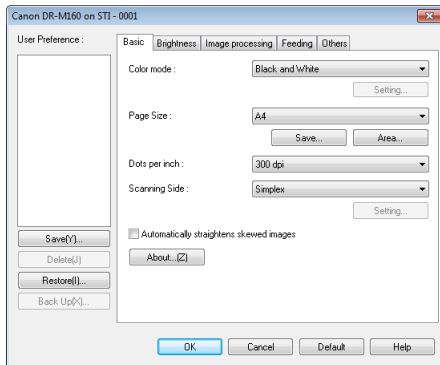 Canon DR-M160 on STI - 0001
User Preference :
Basic Brightness Image processing Feeding Others
Color mode : Black and White
Setting...
Page Size : A4
Save... Area...
Dots per inch : 300 dpi
Scanning Side : Simplex
Setting...
Automatically straightens skewed images
About...(Z)
Save(Y)...
Delete(J)
Restore(I)...
Back Up(X)...
OK Cancel Default Help